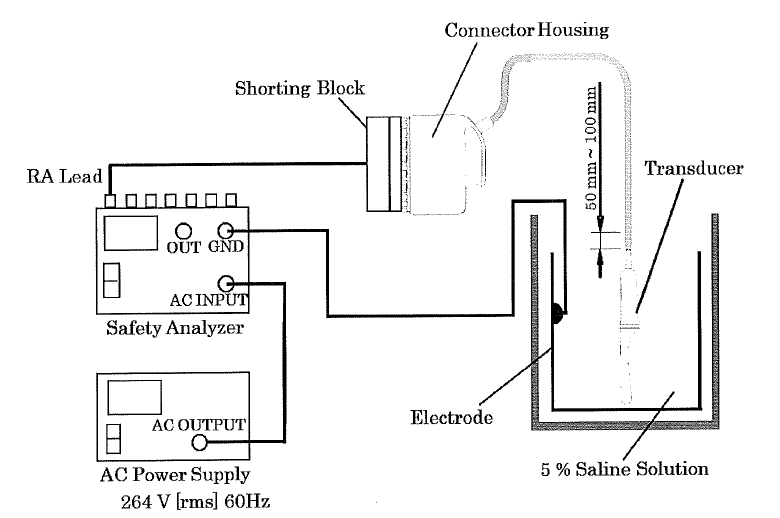 Connector Housing
Shorting Block
50 mm ~ 100 mm
Transducer
RA Lead
OUT GND
AC INPUT
Safety Analyzer
Electrode
AC OUTPUT
5 % Saline Solution
AC Power Supply
264 V [rms] 60Hz